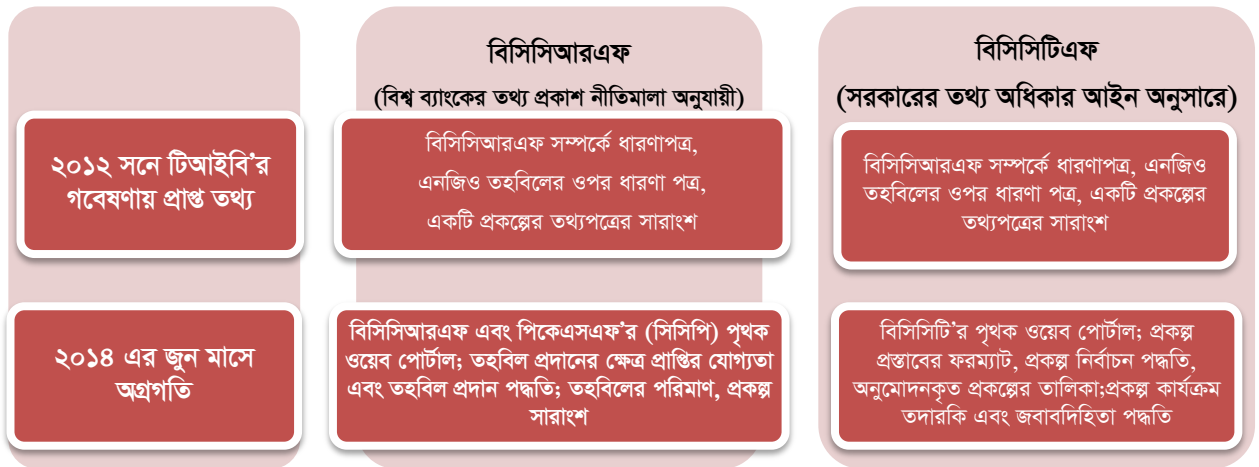 বিসিসিআরএফ
(বিশ্ব ব্যাংকের তথ্য প্রকাশ নীতিমালা অনুযায়ী)
বিসিসিটিএফ
(সরকারের তথ্য অধিকার আইন অনুসারে)
২০১২ সনে টিআইবি’র
গবেষণায় প্রাপ্ত তথ্য
বিসিসিআরএফ সম্পর্কে ধারণাপত্র,
এনজিও তহবিলের ওপর ধারণা পত্র,
একটি প্রকল্পের তথ্যপত্রের সারাংশ
বিসিসিআরএফ সম্পর্কে ধারণাপত্র, এনজিও
তহবিলের ওপর ধারণা পত্র, একটি প্রকল্পের
তথ্যপত্রের সারাংশ
২০১৪ এর জুন মাসে
অগ্রগতি
বিসিসিআরএফ এবং পিকেএসএফ’র (সিসিপি) পৃথক
ওয়েব পোর্টাল; তহবিল প্রদানের ক্ষেত্র প্রাপ্তির যোগ্যতা
এবং তহবিল প্রদান পদ্ধতি; তহবিলের পরিমাণ, প্রকল্প
সারাংশ
বিসিসিটি’র পৃথক ওয়েব পোর্টাল; প্রকল্প
প্রস্তাবের ফরম্যাট, প্রকল্প নির্বাচন পদ্ধতি,
অনুমোদনকৃত প্রকল্পের তালিকা;প্রকল্প কার্যক্রম
তদারকি এবং জবাবদিহিতা পদ্ধতি